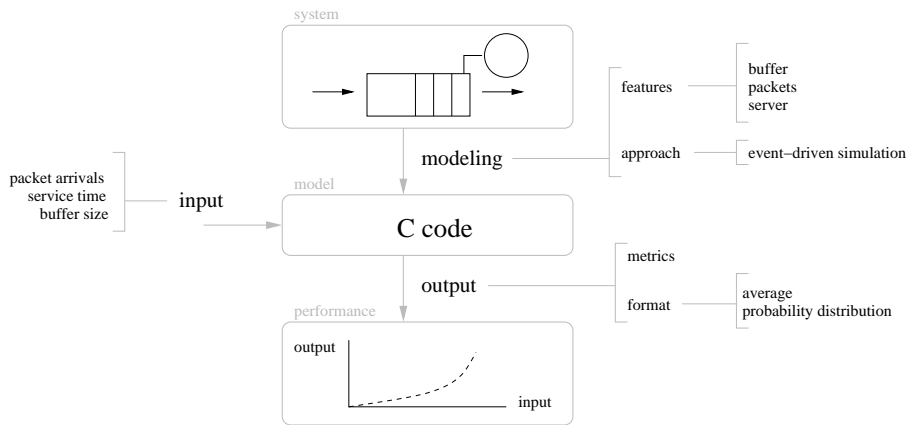 system
features
buffer
packets
server
modeling
approach
event–driven simulation
packet arrivals
service time
buffer size
input
model
C code
output
metrics
format
average
probability distribution
performance
output
input